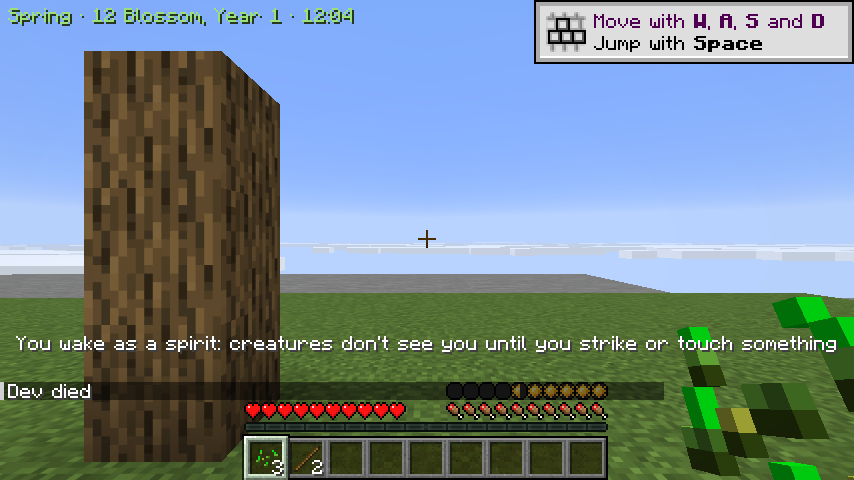 Spring · 12 Blossom, Year 1 · 12:04
Move with W, A, S and D
Jump with Space
You wake as a spirit: creatures don't see you until you strike or touch something
Dev died
3
2